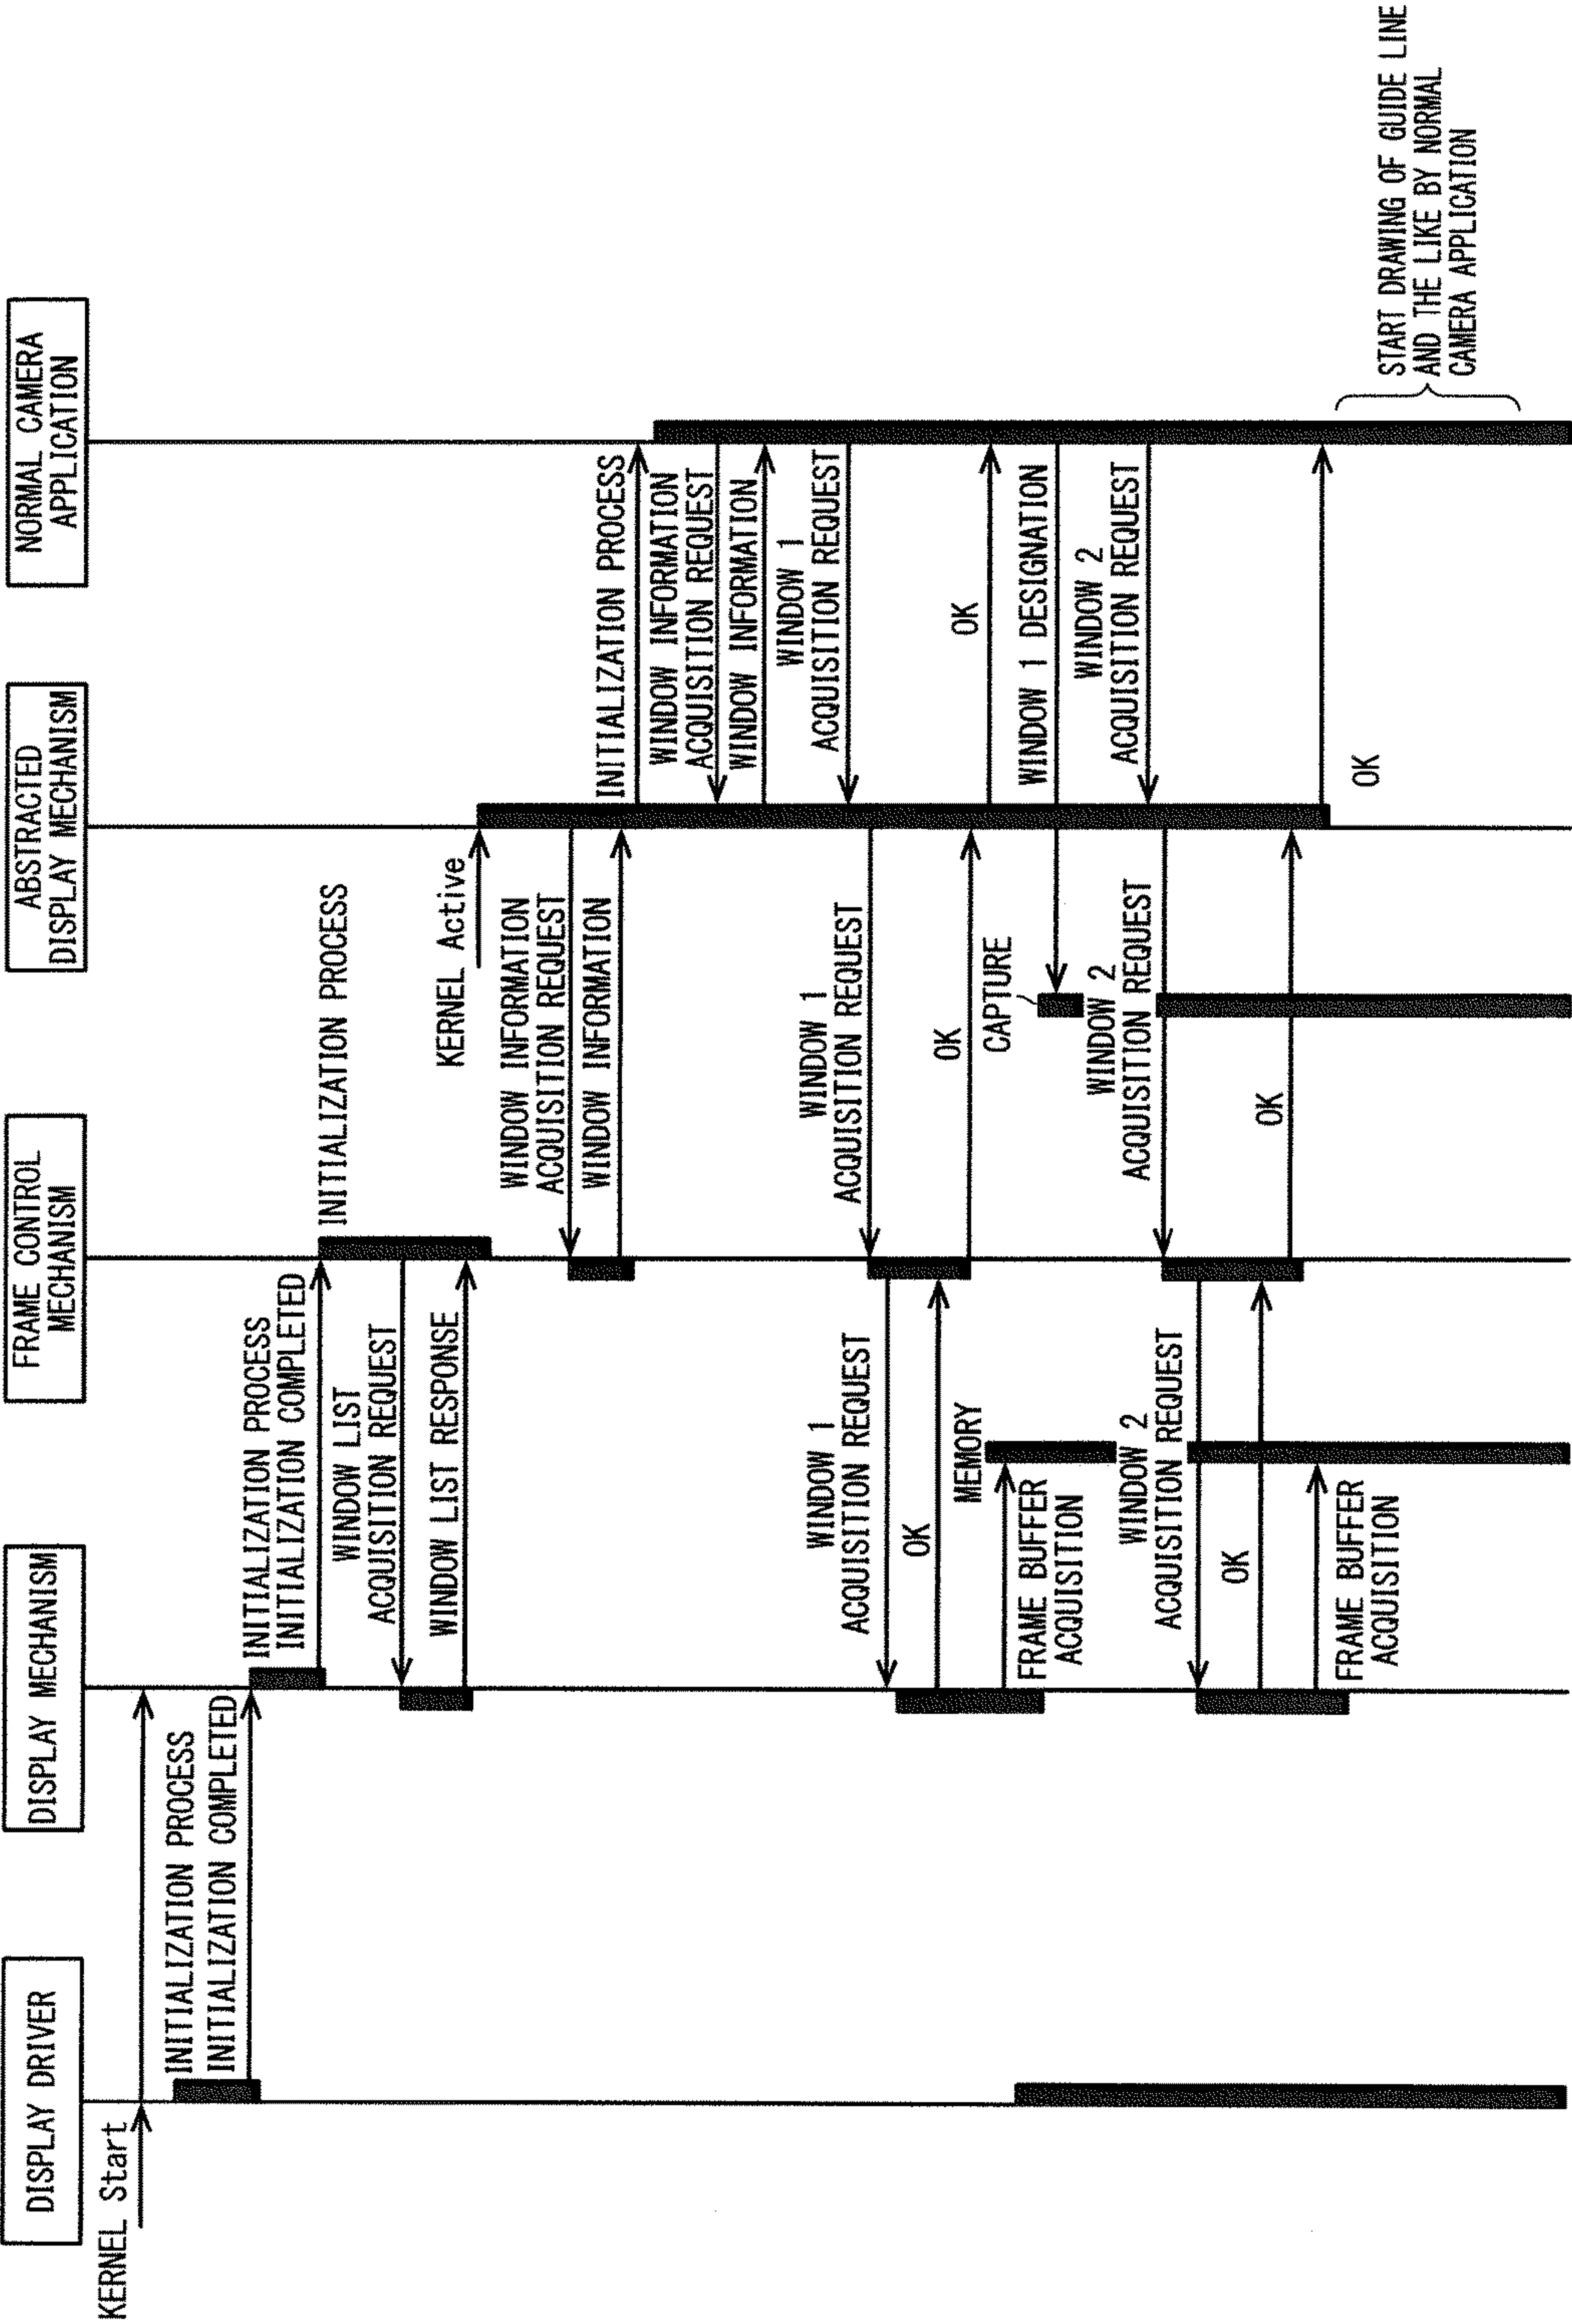 DISPLAY DRIVER
DISPLAY MECHANISM
FRAME CONTROL
MECHANISM
ABSTRACTED
DISPLAY MECHANISM
NORMAL CAMERA
APPLICATION
KERNEL Start
INITIALIZATION PROCESS
INITIALIZATION COMPLETED
INITIALIZATION PROCESS
INITIALIZATION COMPLETED
INITIALIZATION PROCESS
WINDOW LIST
ACQUISITION REQUEST
WINDOW LIST RESPONSE
KERNEL Active
WINDOW INFORMATION
ACQUISITION REQUEST
WINDOW INFORMATION
INITIALIZATION PROCESS
WINDOW INFORMATION
ACQUISITION REQUEST
WINDOW INFORMATION
WINDOW 1
ACQUISITION REQUEST
WINDOW 1
ACQUISITION REQUEST
WINDOW 1
ACQUISITION REQUEST
OK
OK
OK
MEMORY
FRAME BUFFER
ACQUISITION
CAPTURE
WINDOW 1 DESIGNATION
WINDOW 2
ACQUISITION REQUEST
WINDOW 2
ACQUISITION REQUEST
WINDOW 2
ACQUISITION REQUEST
OK
OK
OK
FRAME BUFFER
ACQUISITION
START DRAWING OF GUIDE LINE
AND THE LIKE BY NORMAL
CAMERA APPLICATION